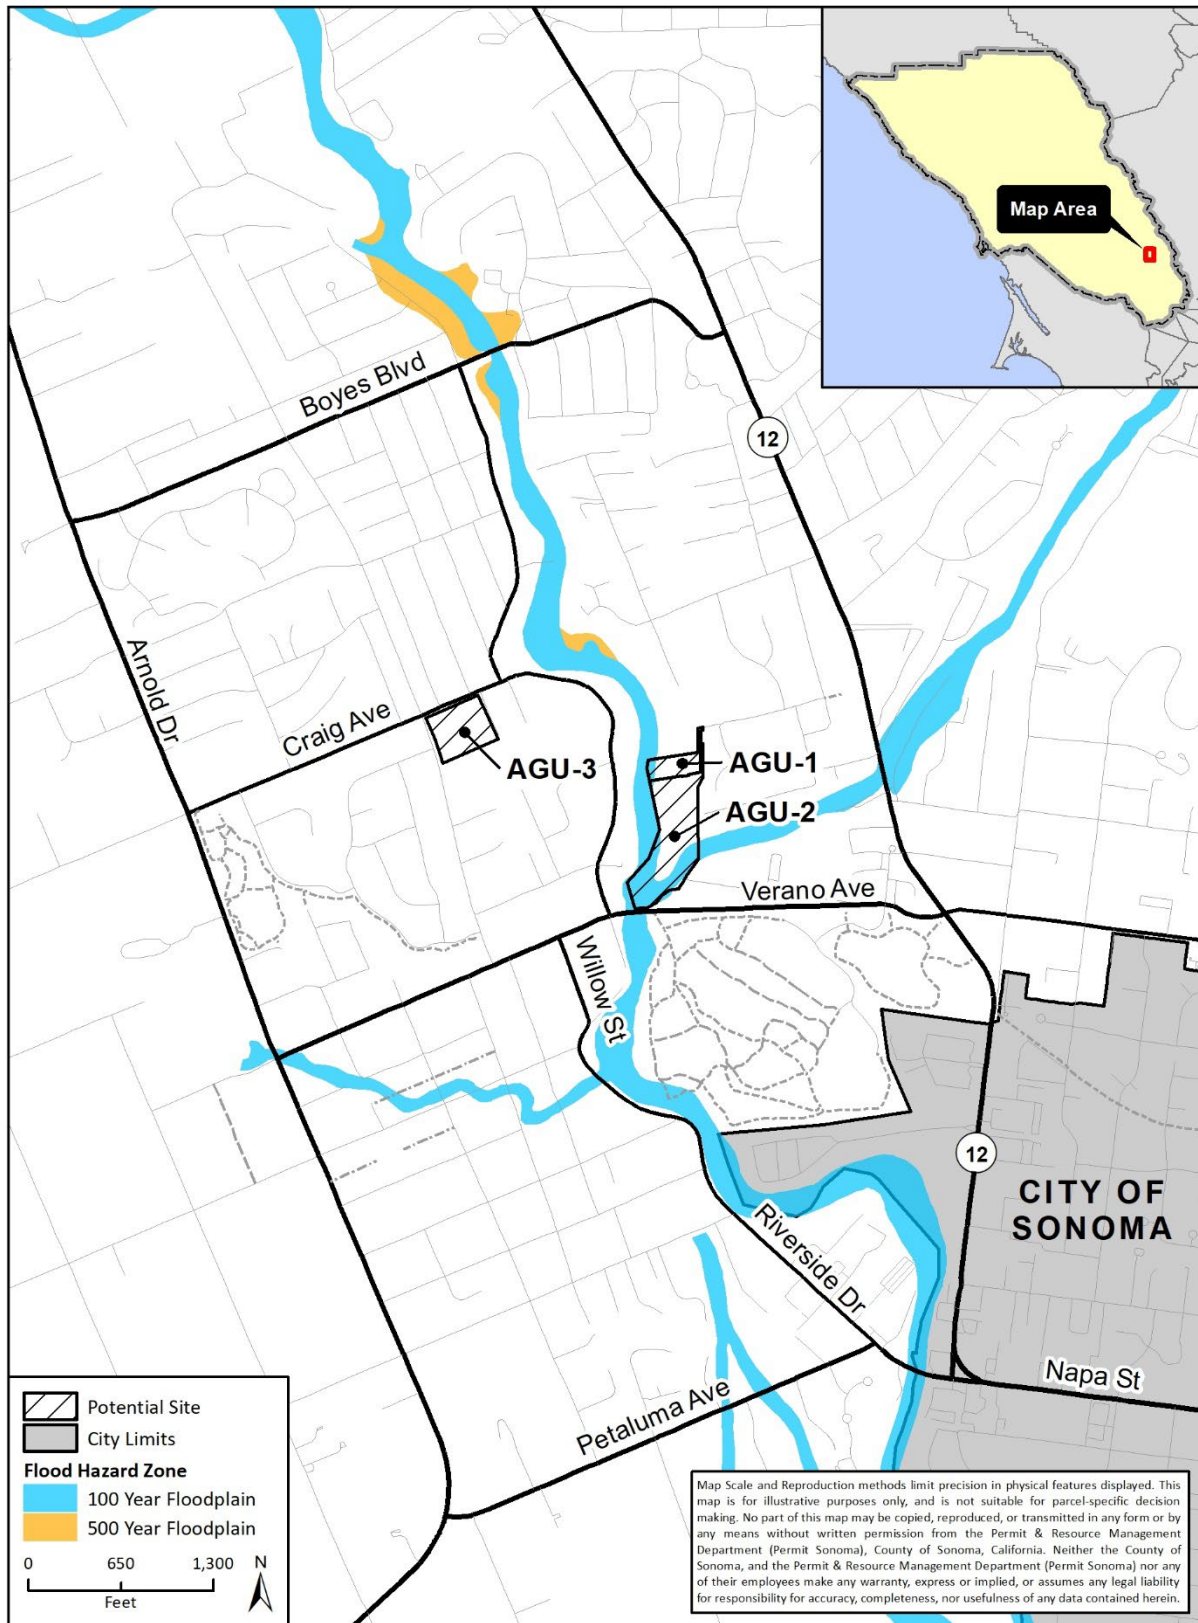 Map Area
Boyes Blvd
12
Arnold Dr
Craig Ave
AGU-3
AGU-1
AGU-2
Verano Ave
Willow St
12
CITY OF
SONOMA
Riverside Dr
Napa St
Petaluma Ave
Potential Site
City Limits
Flood Hazard Zone
100 Year Floodplain
500 Year Floodplain
0 650 1,300 N
Feet
Map Scale and Reproduction methods limit precision in physical features displayed. This
map is for illustrative purposes only, and is not suitable for parcel-specific decision
making. No part of this map may be copied, reproduced, or transmitted in any form or by
any means without written permission from the Permit & Resource Management
Department (Permit Sonoma), County of Sonoma, California. Neither the County of
Sonoma, and the Permit & Resource Management Department (Permit Sonoma) nor any
of their employees make any warranty, express or implied, or assumes any legal liability
for responsibility for accuracy, completeness, nor usefulness of any data contained herein.